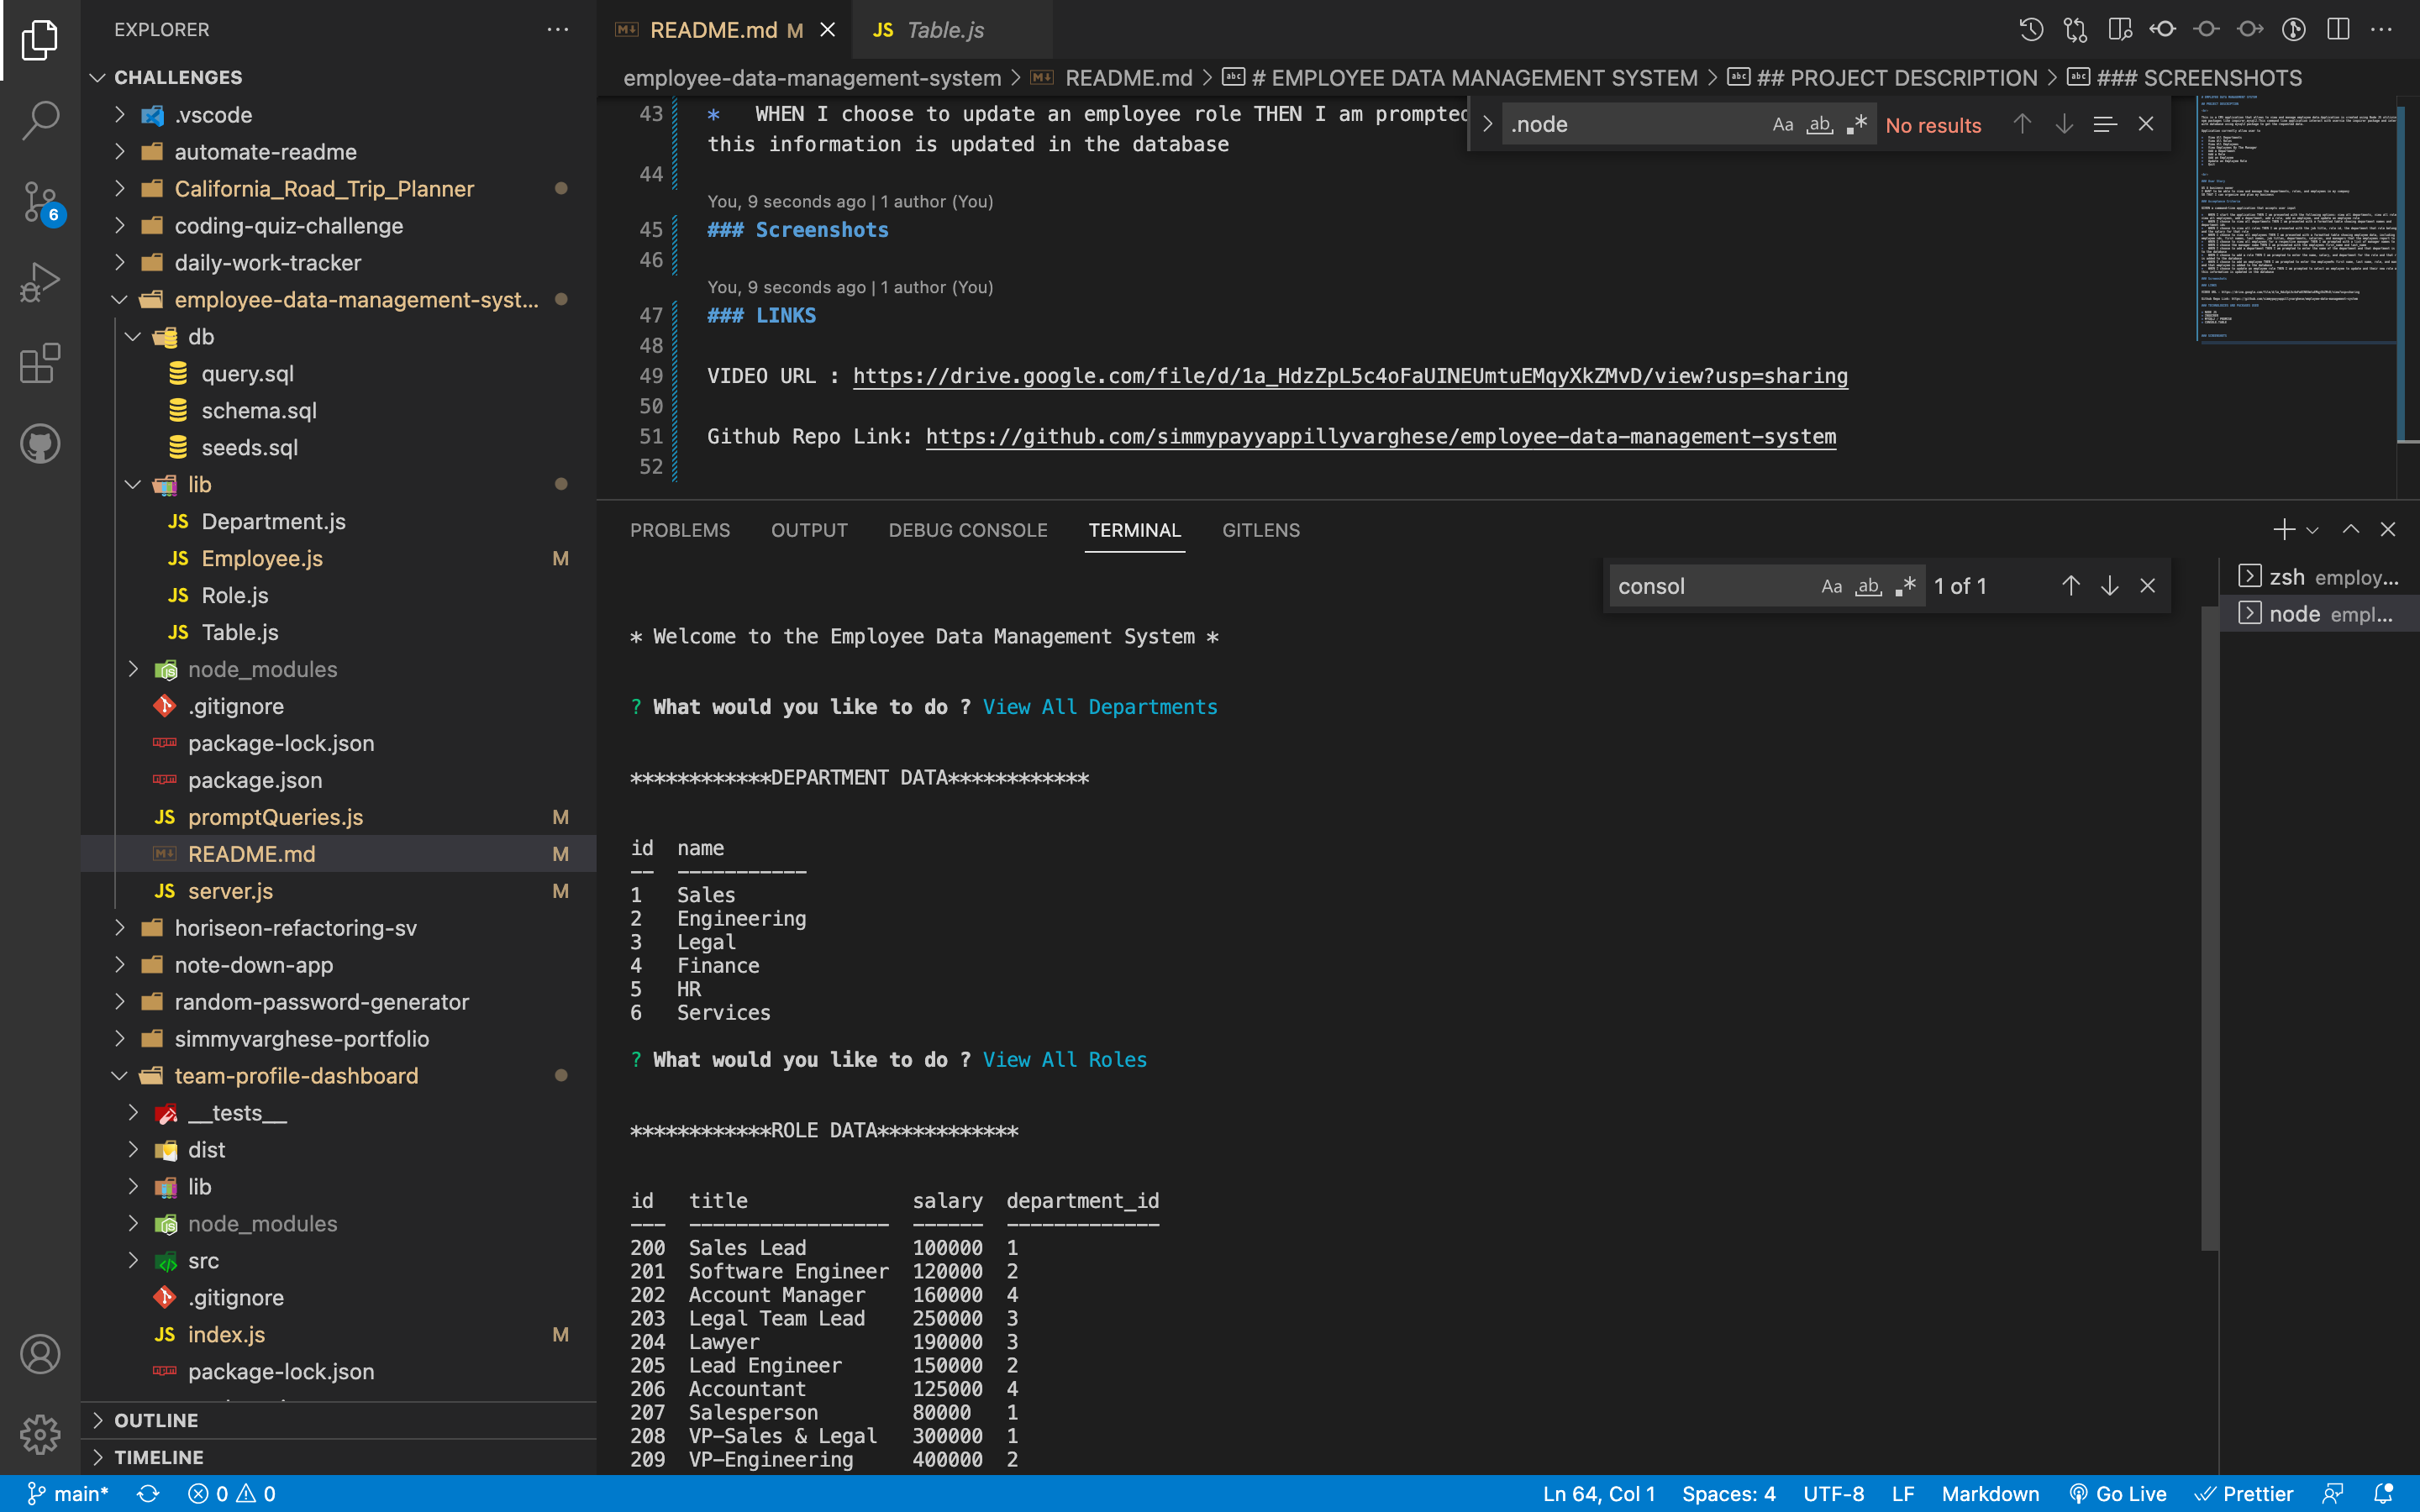 EXPLORER
CHALLENGES
.vscode
automate-readme
California_Road_Trip_Planner
coding-quiz-challenge
daily-work-tracker
employee-data-management-syst...
db
query.sql
schema.sql
seeds.sql
lib
Department.js
Employee.js M
Role.js
Table.js
node_modules
.gitignore
package-lock.json
package.json
promptQueries.js M
README.md M
server.js M
horiseon-refactoring-sv
note-down-app
random-password-generator
simmyvarghese-portfolio
team-profile-dashboard
__tests__
dist
lib
node_modules
src
.gitignore
index.js M
package-lock.json
OUTLINE
TIMELINE
6
README.md M
JS Table.js
employee-data-management-system > README.md > # EMPLOYEE DATA MANAGEMENT SYSTEM > ## PROJECT DESCRIPTION > ### SCREENSHOTS
43 * WHEN I choose to update an employee role THEN I am prompted
this information is updated in the database
44
You, 9 seconds ago | 1 author (You)
45 ### Screenshots
46
You, 9 seconds ago | 1 author (You)
47 ### LINKS
48
49 VIDEO URL : https://drive.google.com/file/d/1a_HdzZpL5c4oFaUINEUmtuEMqyXkZMvD/view?usp=sharing
50
51 Github Repo Link: https://github.com/simmypayyappillyvarghese/employee-data-management-system
52
.node Aa ab .* No results
PROBLEMS OUTPUT DEBUG CONSOLE TERMINAL GITLENS
consol Aa ab .* 1 of 1
zsh employ...
node empl...
* Welcome to the Employee Data Management System *
? What would you like to do ? View All Departments
************DEPARTMENT DATA************
id name
-- -----------
1 Sales
2 Engineering
3 Legal
4 Finance
5 HR
6 Services
? What would you like to do ? View All Roles
************ROLE DATA************
id title salary department_id
--- ----------------- ------ -------------
200 Sales Lead 100000 1
201 Software Engineer 120000 2
202 Account Manager 160000 4
203 Legal Team Lead 250000 3
204 Lawyer 190000 3
205 Lead Engineer 150000 2
206 Accountant 125000 4
207 Salesperson 80000 1
208 VP-Sales & Legal 300000 1
209 VP-Engineering 400000 2
main* 0 0 Ln 64, Col 1 Spaces: 4 UTF-8 LF Markdown Go Live Prettier